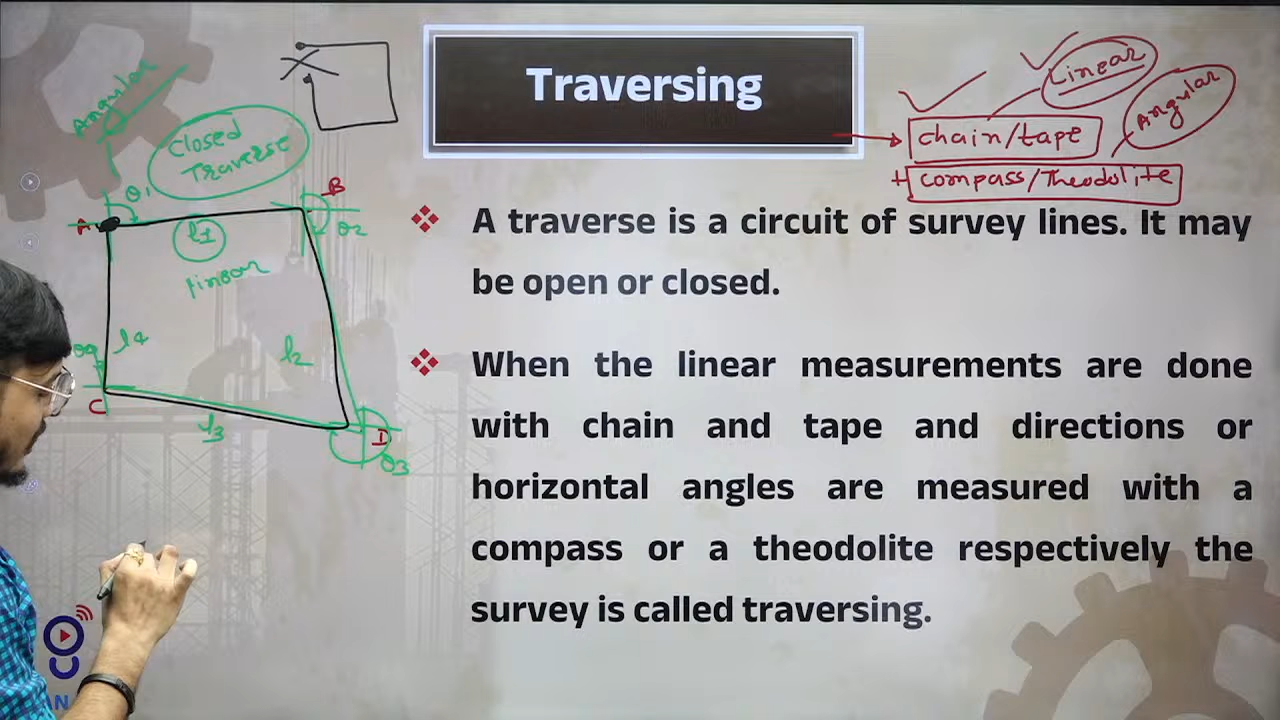 Traversing
Linear
Angular
chain/tape
+ compass/Theodolite
Angular
Closed
Traverse
θ1
B
A
l1
θ2
linear
l4
l2
θ4
C
l3
D
θ3
A traverse is a circuit of survey lines. It may
be open or closed.
When the linear measurements are done
with chain and tape and directions or
horizontal angles are measured with a
compass or a theodolite respectively the
survey is called traversing.
AN